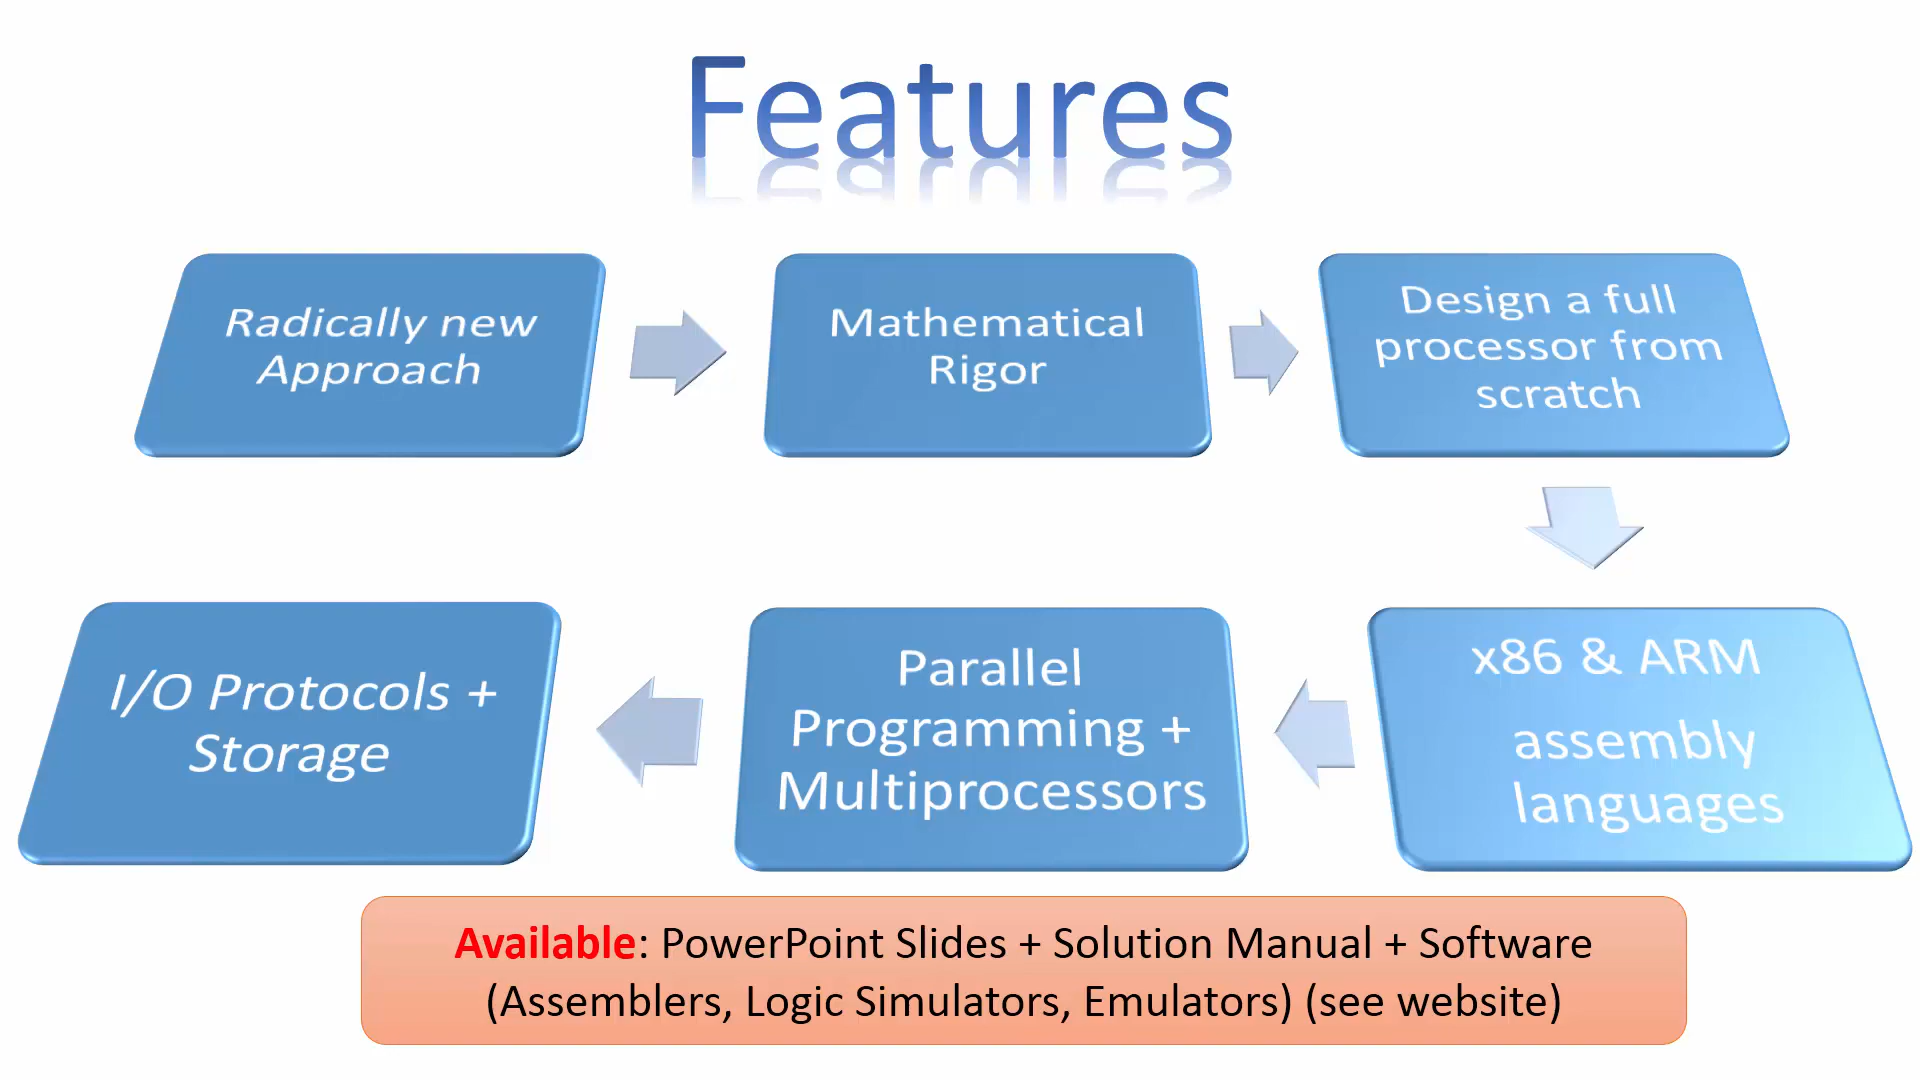 Features
Radically new
Approach
Mathematical
Rigor
Design a full
processor from
scratch
x86 & ARM
assembly
languages
Parallel
Programming +
Multiprocessors
I/O Protocols +
Storage
Available: PowerPoint Slides + Solution Manual + Software
(Assemblers, Logic Simulators, Emulators) (see website)